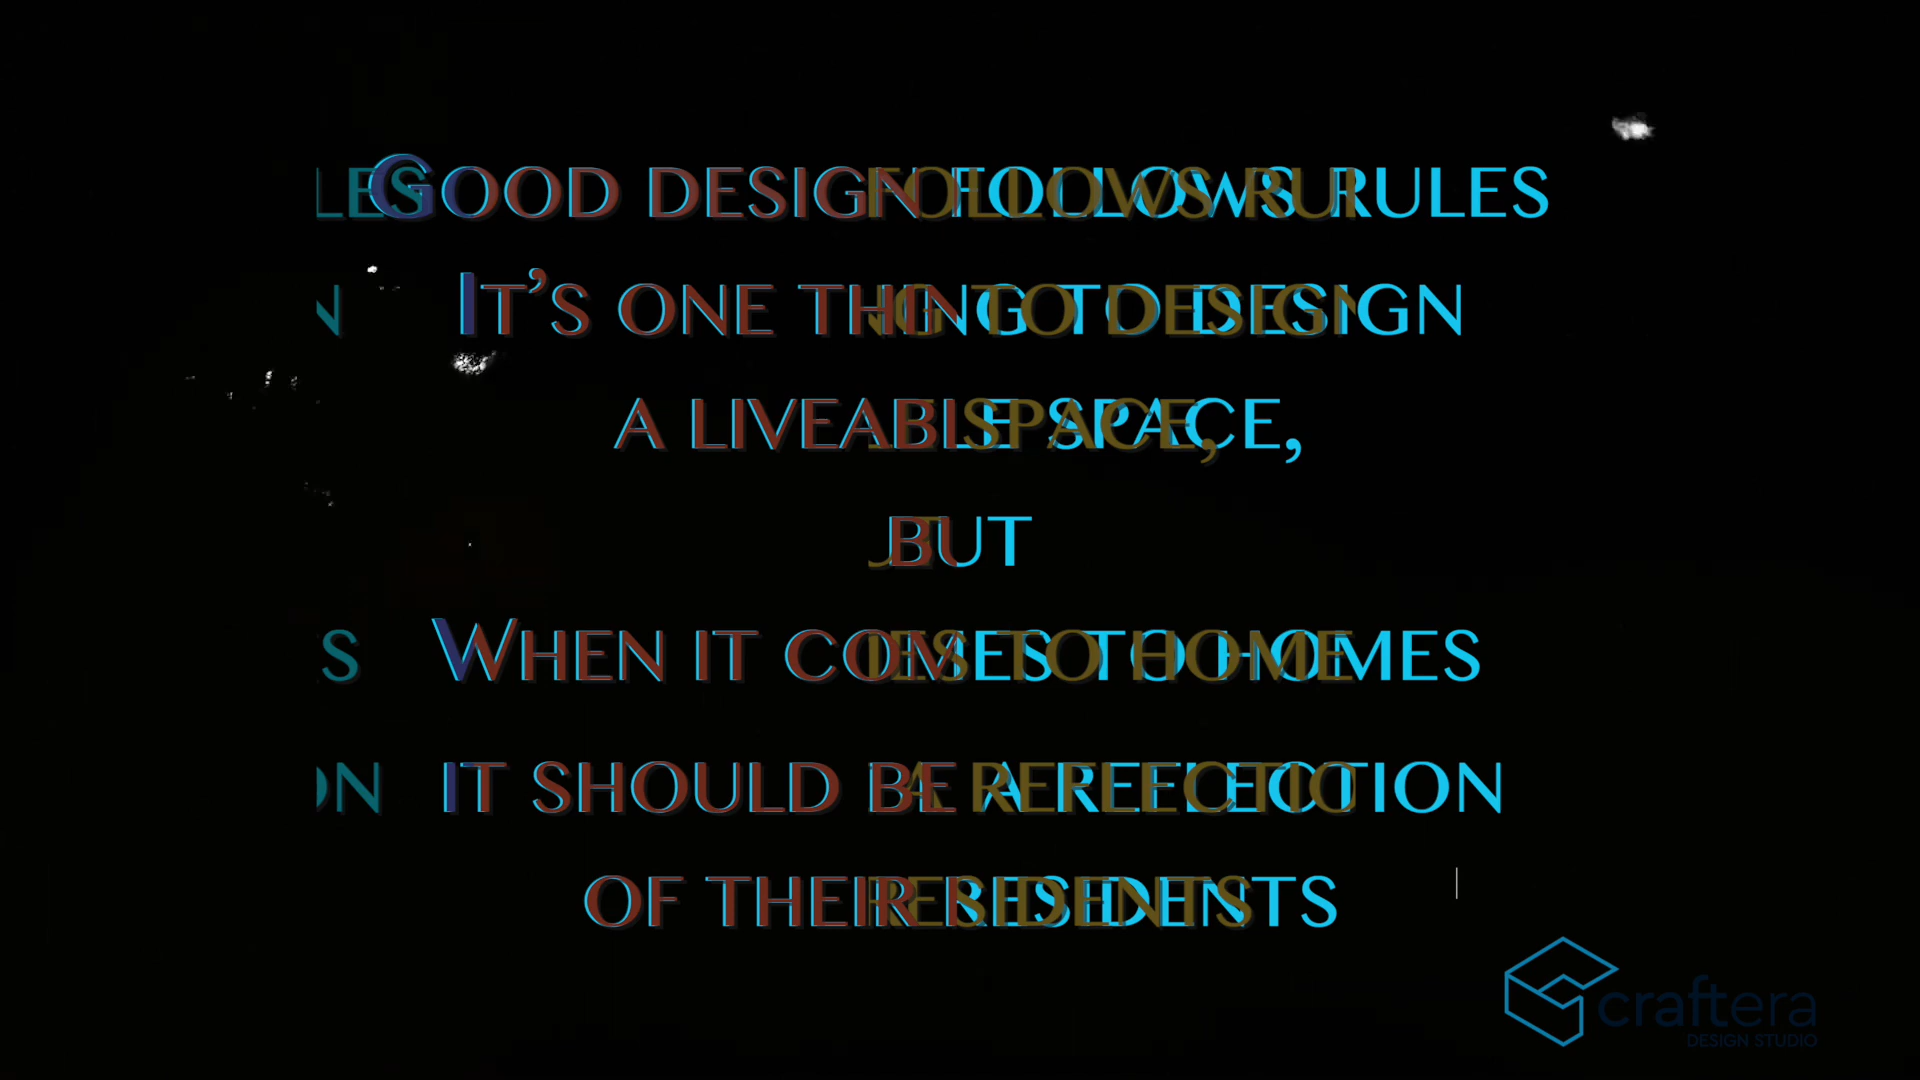 GOOD DESIGN FOLLOWS RULES
IT’S ONE THING TO DESIGN
A LIVEABLE SPACE,
BUT
WHEN IT COMES TO HOMES
IT SHOULD BE A REFLECTION
OF THEIR RESIDENTS
craftera
DESIGN STUDIO